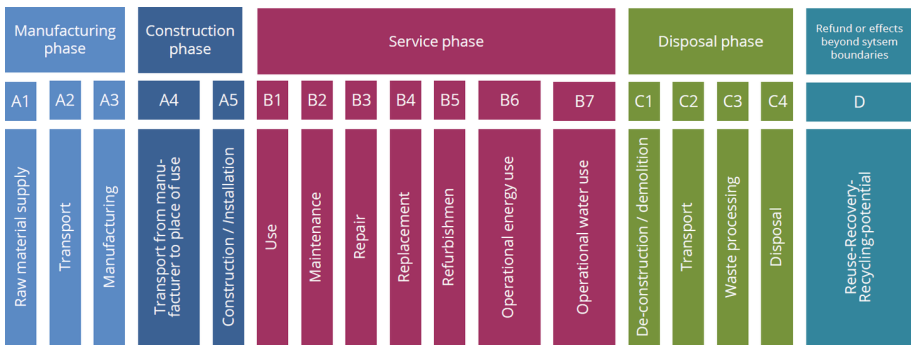 Manufacturing
phase
Construction
phase
Service phase
Disposal phase
Refund or effects
beyond sytsem
boundaries
A1
A2
A3
A4
A5
B1
B2
B3
B4
B5
B6
B7
C1
C2
C3
C4
D
Raw material supply
Transport
Manufacturing
Transport from manu-
facturer to place of use
Construction / Installation
Use
Maintenance
Repair
Replacement
Refurbishmen
Operational energy use
Operational water use
De-construction / demolition
Transport
Waste processing
Disposal
Reuse-Recovery-
Recycling-potential